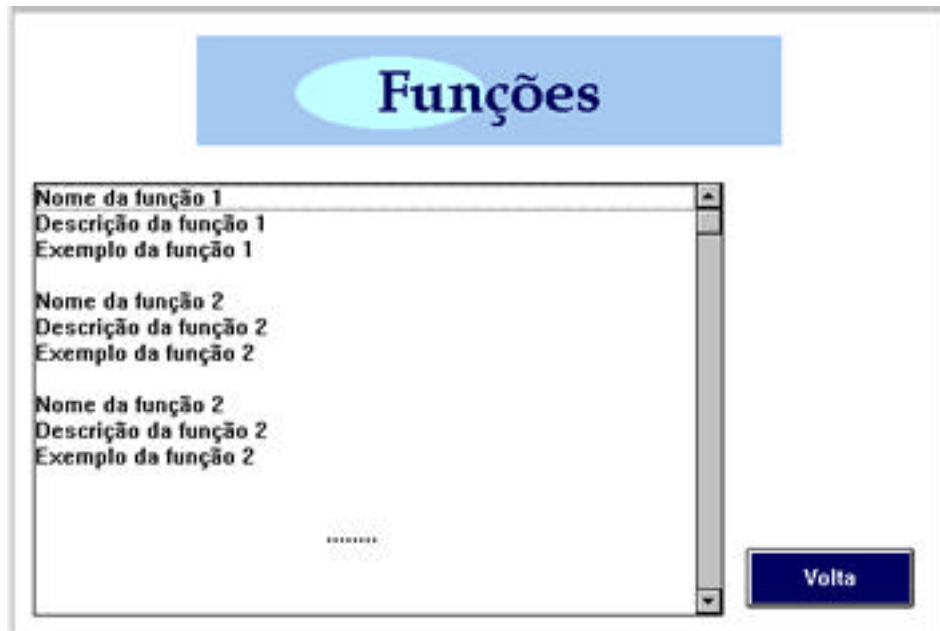 Funções
Nome da função 1
Descrição da função 1
Exemplo da função 1
Nome da função 2
Descrição da função 2
Exemplo da função 2
Nome da função 2
Descrição da função 2
Exemplo da função 2
........
Volta